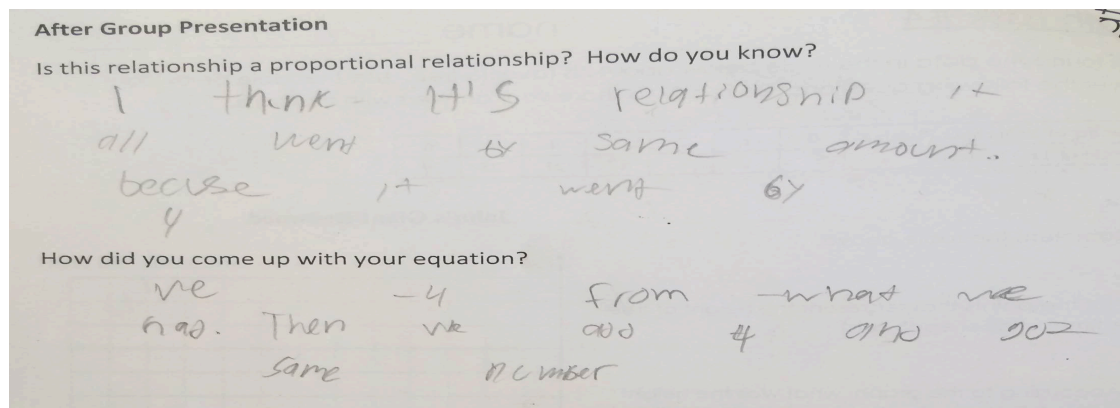 After Group Presentation
Is this relationship a proportional relationship? How do you know?
I think It's relationship it
all went by same amount.
becuse it went by
4
How did you come up with your equation?
we -4 from what we
had. Then we add 4 and got
same number